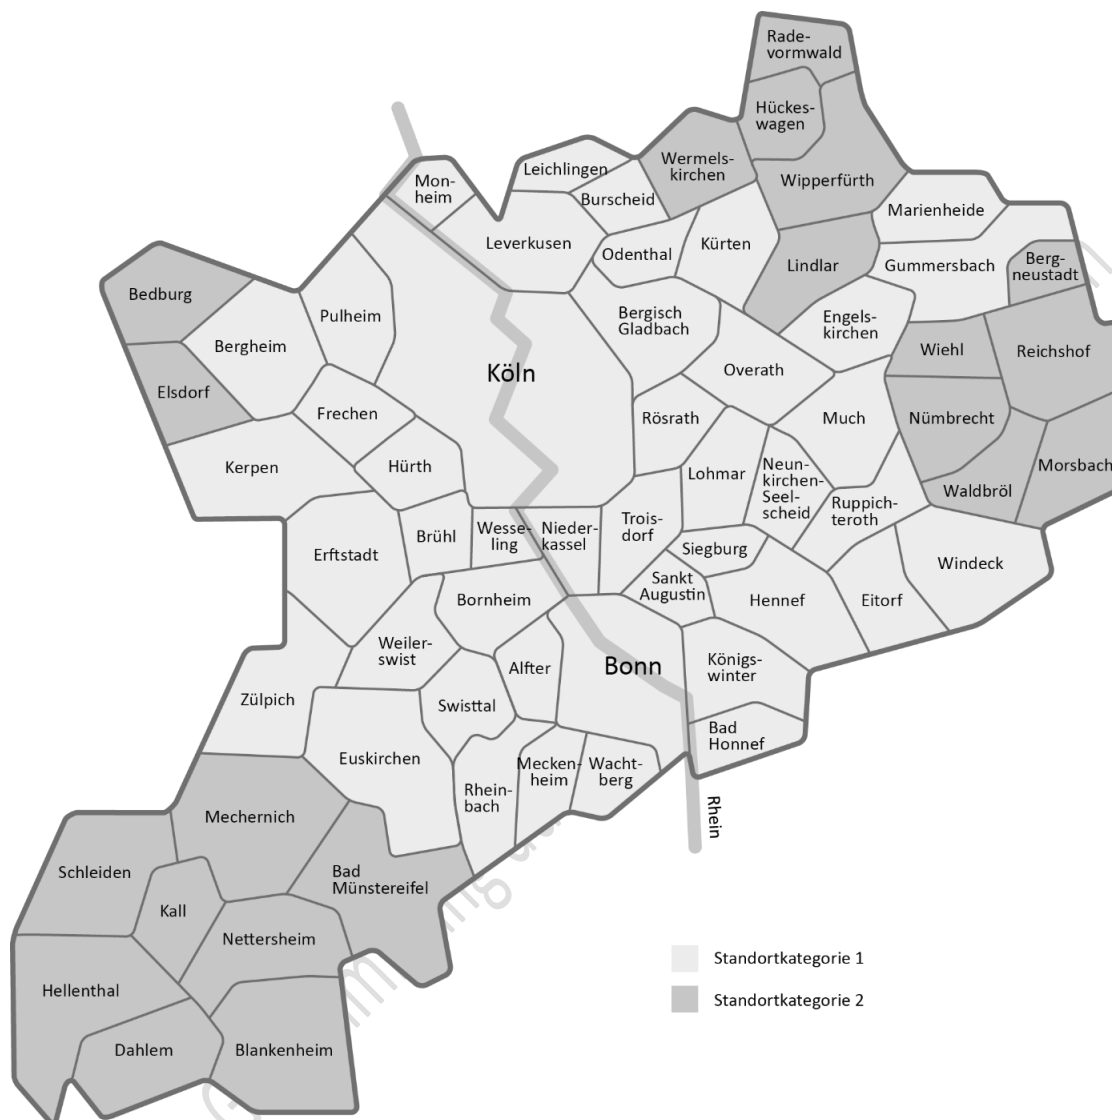 Rade-
vormwald
Hückes-
wagen
Wermels-
kirchen
Leichlingen
Mon-
heim
Burscheid
Wipperfürth
Marienheide
Leverkusen
Odenthal
Kürten
Lindlar
Gummersbach
Berg-
neustadt
Bedburg
Pulheim
Bergisch
Gladbach
Engels-
kirchen
Bergheim
Wiehl
Reichshof
Köln
Overath
Elsdorf
Frechen
Rösrath
Much
Nümbrecht
Kerpen
Hürth
Lohmar
Neun-
kirchen-
Seel-
scheid
Morsbach
Waldbröl
Ruppich-
teroth
Erftstadt
Brühl
Wesse-
ling
Nieder-
kassel
Trois-
dorf
Siegburg
Windeck
Sankt
Augustin
Bornheim
Hennef
Eitorf
Weiler-
swist
Alfter
Bonn
Königs-
winter
Zülpich
Swisttal
Bad
Honnef
Euskirchen
Rhein-
bach
Mecken-
heim
Wacht-
berg
Rhein
Mechernich
Schleiden
Bad
Münstereifel
Kall
Nettersheim
Hellenthal
Dahlem
Blankenheim
Standortkategorie 1
Standortkategorie 2